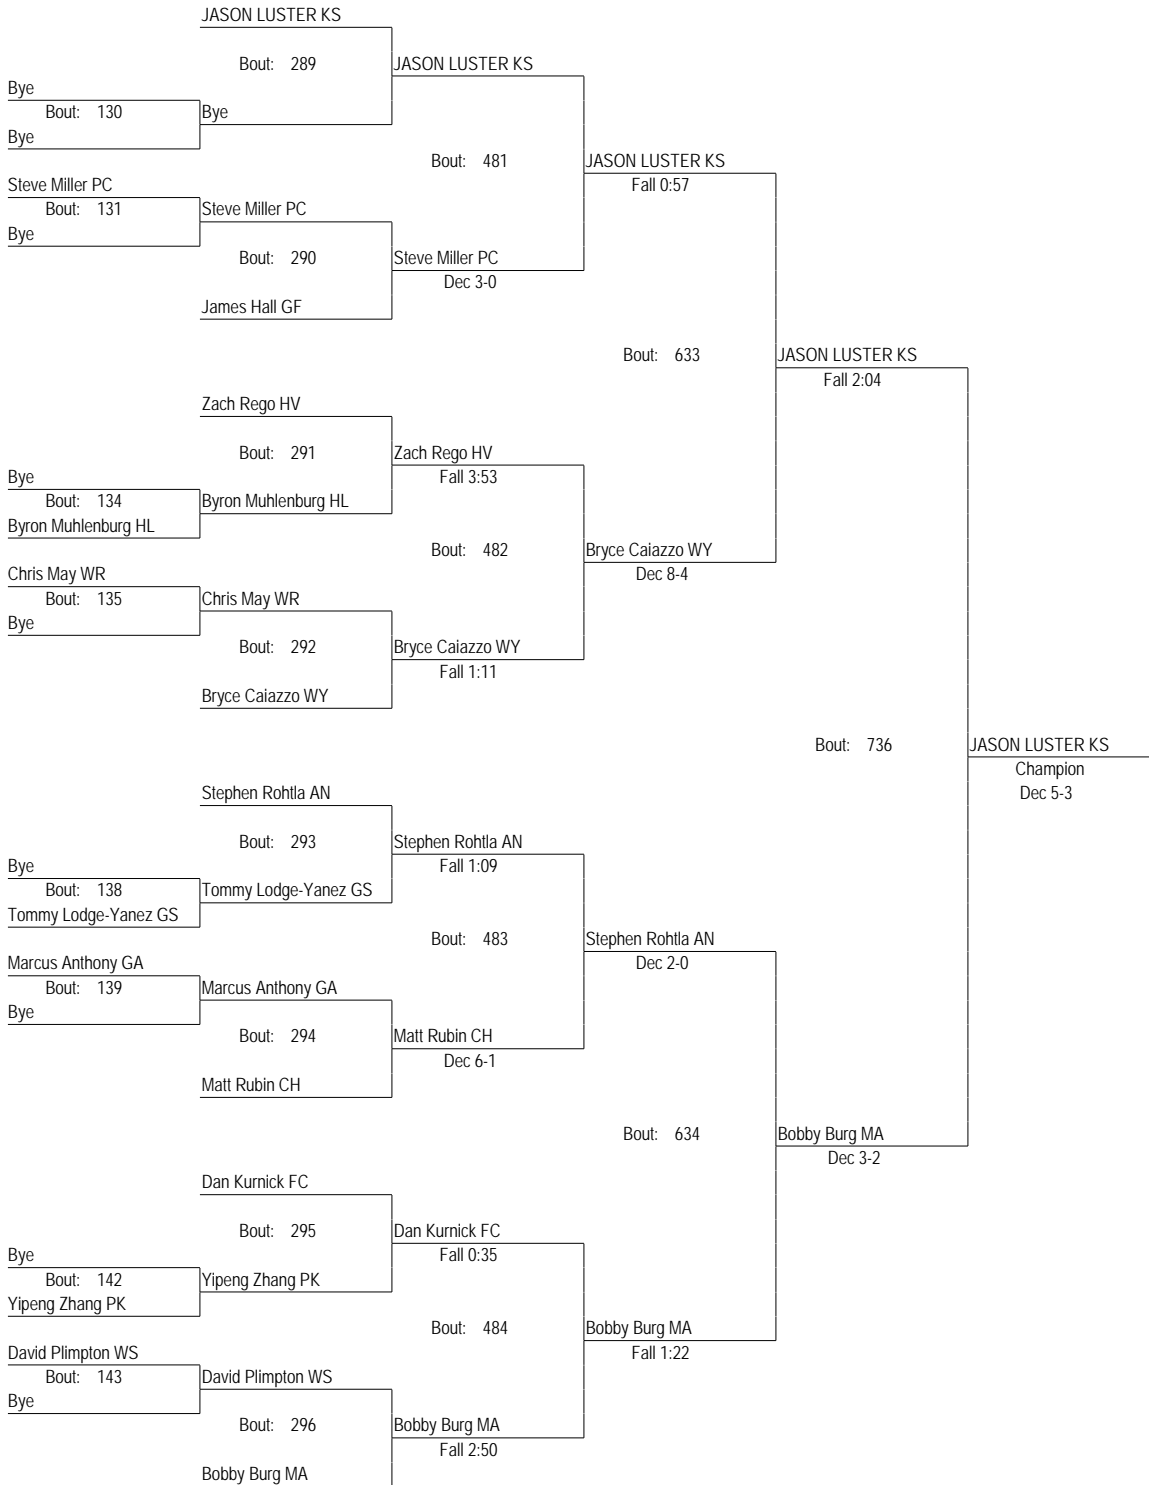 JASON LUSTER KS
Bout: 289
JASON LUSTER KS
Bye
Bout: 130
Bye
Bye
Bout: 481
JASON LUSTER KS
Fall 0:57
Steve Miller PC
Bout: 131
Steve Miller PC
Bye
Bout: 290
Steve Miller PC
Dec 3-0
James Hall GF
Bout: 633
JASON LUSTER KS
Fall 2:04
Zach Rego HV
Bout: 291
Zach Rego HV
Fall 3:53
Bye
Bout: 134
Byron Muhlenburg HL
Byron Muhlenburg HL
Bout: 482
Bryce Caiazzo WY
Dec 8-4
Chris May WR
Bout: 135
Chris May WR
Bye
Bout: 292
Bryce Caiazzo WY
Fall 1:11
Bryce Caiazzo WY
Bout: 736
JASON LUSTER KS
Champion
Dec 5-3
Stephen Rohtla AN
Bout: 293
Stephen Rohtla AN
Fall 1:09
Bye
Bout: 138
Tommy Lodge-Yanez GS
Tommy Lodge-Yanez GS
Bout: 483
Stephen Rohtla AN
Dec 2-0
Marcus Anthony GA
Bout: 139
Marcus Anthony GA
Bye
Bout: 294
Matt Rubin CH
Dec 6-1
Matt Rubin CH
Bout: 634
Bobby Burg MA
Dec 3-2
Dan Kurnick FC
Bout: 295
Dan Kurnick FC
Fall 0:35
Bye
Bout: 142
Yipeng Zhang PK
Yipeng Zhang PK
Bout: 484
Bobby Burg MA
Fall 1:22
David Plimpton WS
Bout: 143
David Plimpton WS
Bye
Bout: 296
Bobby Burg MA
Fall 2:50
Bobby Burg MA